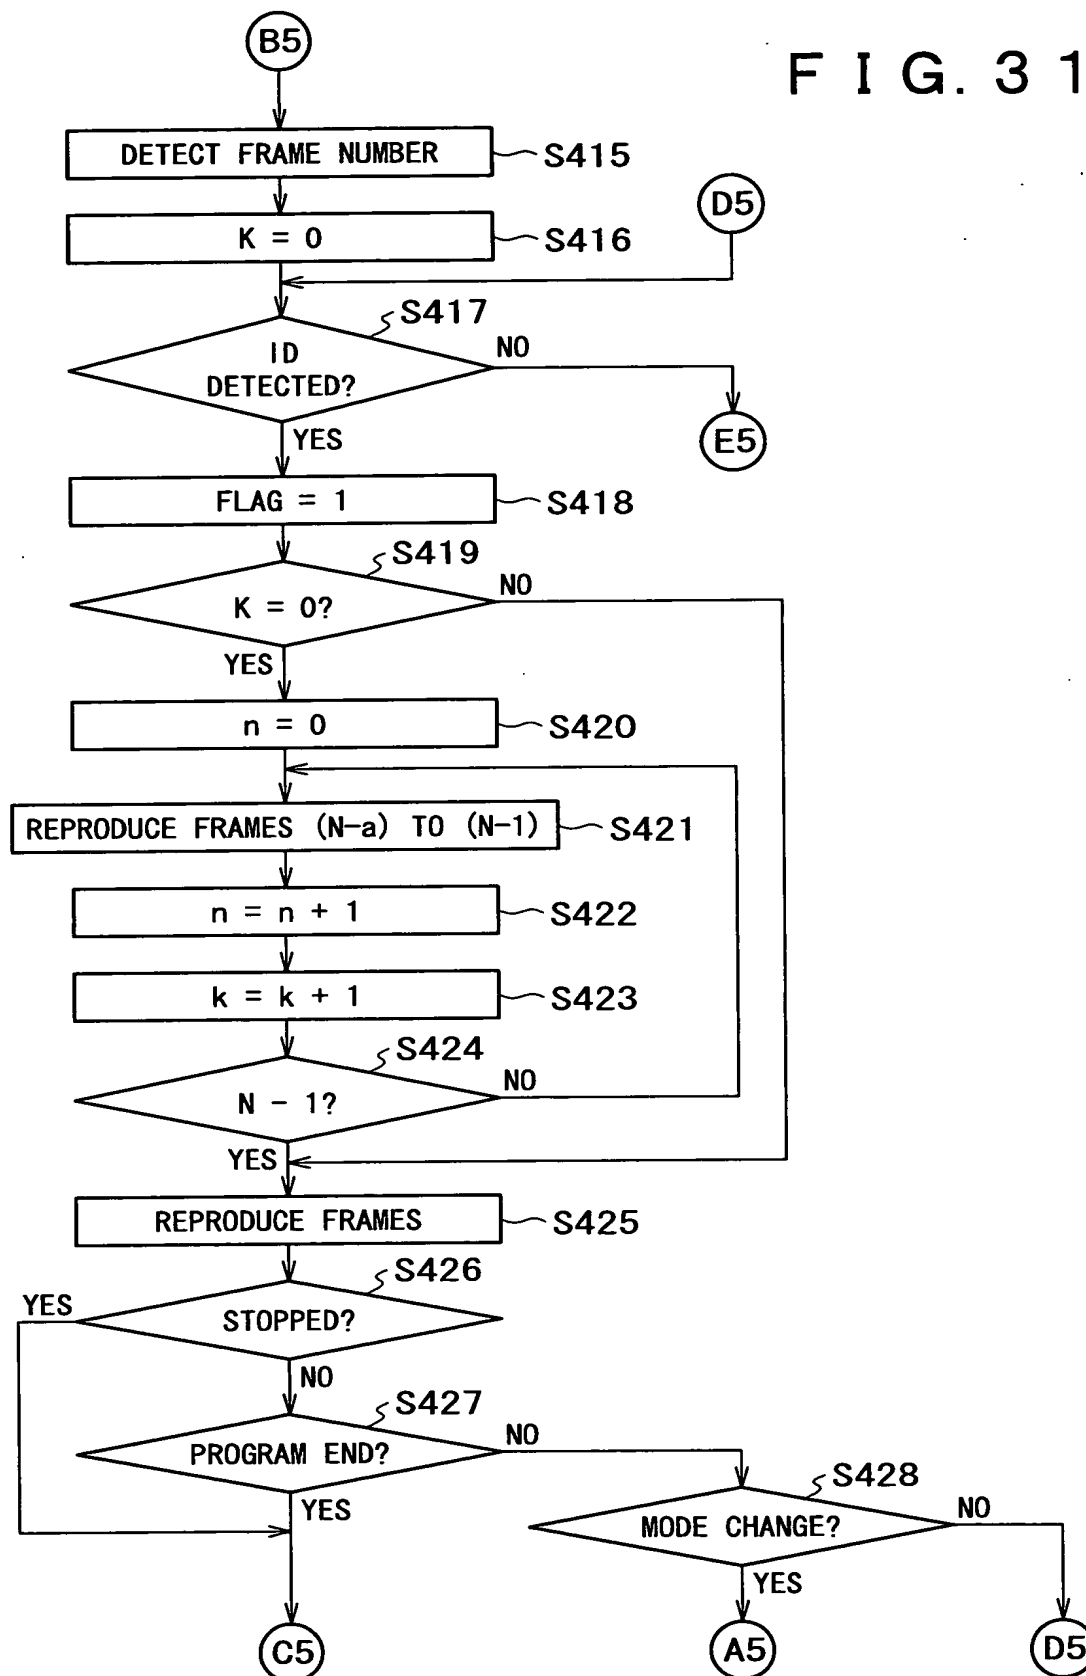 B5
FIG. 31
DETECT FRAME NUMBER
S415
K = 0
S416
D5
S417
ID
DETECTED?
NO
YES
E5
FLAG = 1
S418
S419
K = 0?
NO
YES
n = 0
S420
REPRODUCE FRAMES (N-a) TO (N-1)
S421
n = n + 1
S422
k = k + 1
S423
S424
N - 1?
NO
YES
REPRODUCE FRAMES
S425
S426
YES
STOPPED?
NO
S427
PROGRAM END?
NO
YES
S428
MODE CHANGE?
NO
YES
C5
A5
D5